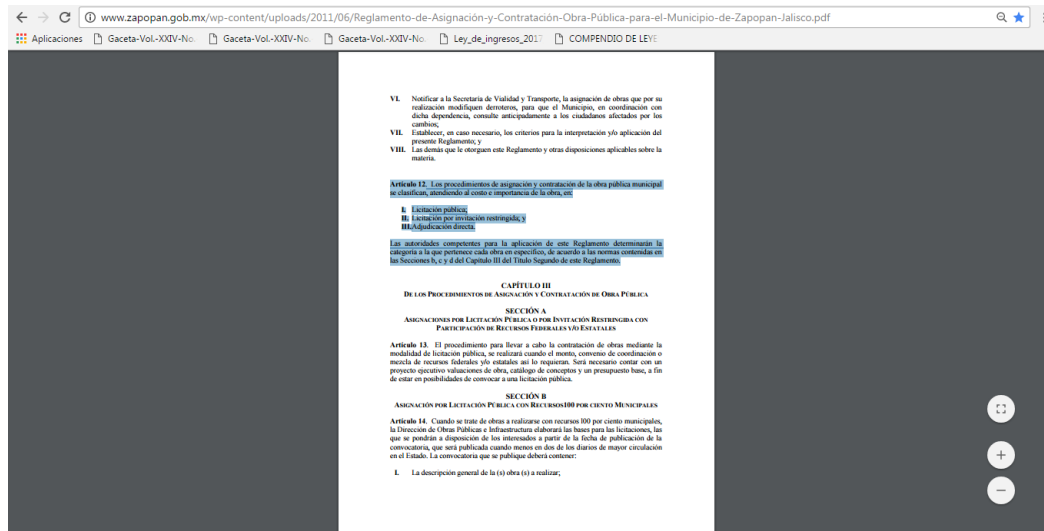 www.zapopan.gob.mx/wp-content/uploads/2011/06/Reglamento-de-Asignación-y-Contratación-Obra-Pública-para-el-Municipio-de-Zapopan-Jalisco.pdf
Aplicaciones Gaceta-Vol.-XXIV-No. Gaceta-Vol.-XXIV-No. Gaceta-Vol.-XXIV-No. Ley_de_ingresos_2017 COMPENDIO DE LEYE
VI. Notificar a la Secretaria de Vialidad y Transporte, la asignación de obras que por su
realización modifiquen derroteros, para que el Municipio, en coordinación con
dicha dependencia, consulte anticipadamente a los ciudadanos afectados por los
cambios;
VII. Establecer, en caso necesario, los criterios para la interpretación y/o aplicación del
presente Reglamento; y
VIII. Las demás que le otorguen este Reglamento y otras disposiciones aplicables sobre la
materia.
Artículo 12. Los procedimientos de asignación y contratación de la obra pública municipal
se clasifican, atendiendo al costo e importancia de la obra, en:
I. Licitación pública;
II. Licitación por invitación restringida; y
III. Adjudicación directa.
Las autoridades competentes para la aplicación de este Reglamento determinarán la
categoría a la que pertenece cada obra en específico, de acuerdo a las normas contenidas en
las Secciones b, c y d del Capítulo III del Título Segundo de este Reglamento.
CAPÍTULO III
DE LOS PROCEDIMIENTOS DE ASIGNACIÓN Y CONTRATACIÓN DE OBRA PÚBLICA
SECCIÓN A
ASIGNACIONES POR LICITACIÓN PÚBLICA O POR INVITACIÓN RESTRINGIDA CON
PARTICIPACIÓN DE RECURSOS FEDERALES Y/O ESTATALES
Artículo 13. El procedimiento para llevar a cabo la contratación de obras mediante la
modalidad de licitación pública, se realizará cuando el monto, convenio de coordinación o
mezcla de recursos federales y/o estatales así lo requieran. Será necesario contar con un
proyecto ejecutivo valuaciones de obra, catálogo de conceptos y un presupuesto base, a fin
de estar en posibilidades de convocar a una licitación pública.
SECCIÓN B
ASIGNACIÓN POR LICITACIÓN PÚBLICA CON RECURSOS100 POR CIENTO MUNICIPALES
Artículo 14. Cuando se trate de obras a realizarse con recursos 100 por ciento municipales,
la Dirección de Obras Públicas e Infraestructura elaborará las bases para las licitaciones, las
que se pondrán a disposición de los interesados a partir de la fecha de publicación de la
convocatoria, que será publicada cuando menos en dos de los diarios de mayor circulación
en el Estado. La convocatoria que se publique deberá contener:
I. La descripción general de la (s) obra (s) a realizar;